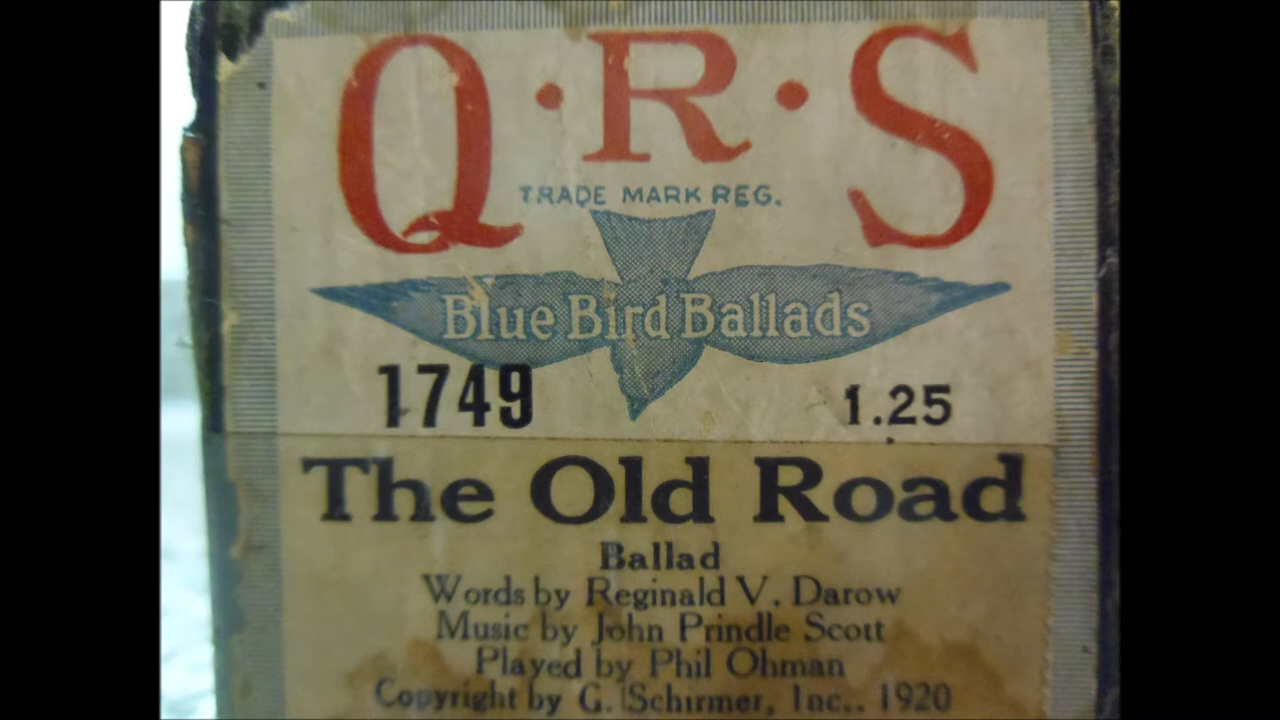 Q·R·S
TRADE MARK REG.
Blue Bird Ballads
1749 1.25
The Old Road
Ballad
Words by Reginald V. Darow
Music by John Prindle Scott
Played by Phil Ohman
Copyright by G. Schirmer, Inc., 1920